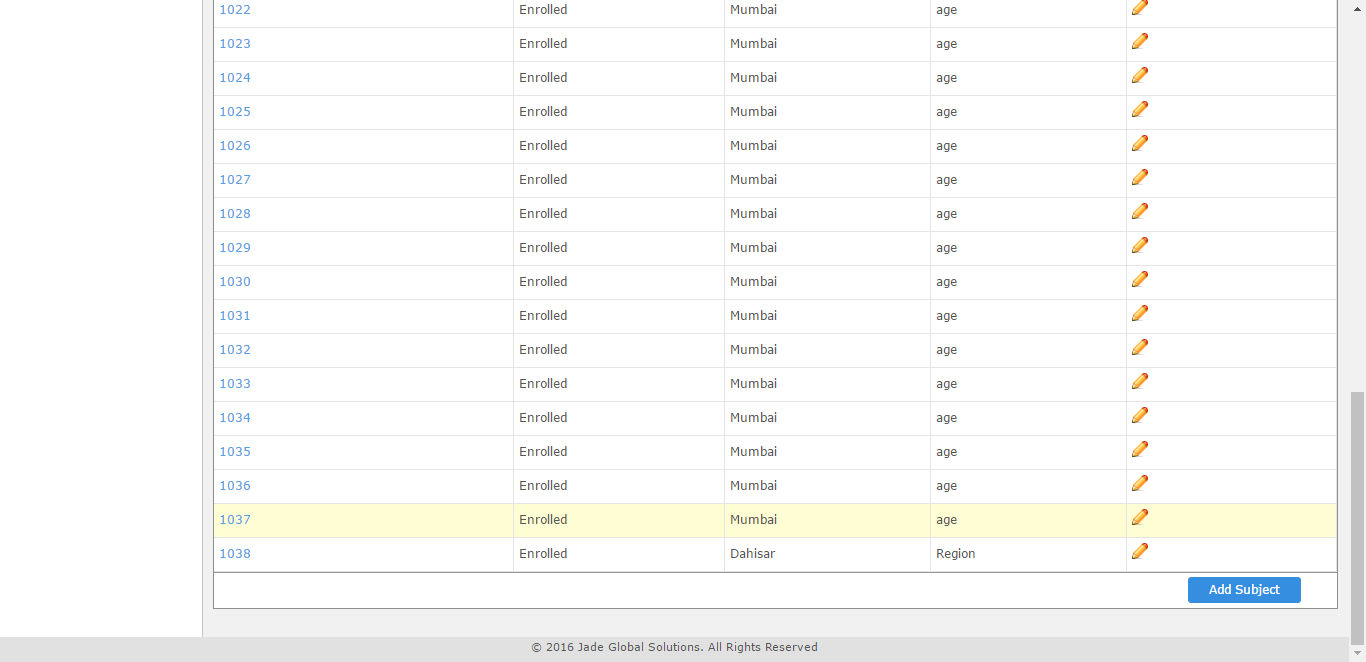 1022 Enrolled Mumbai age
1023 Enrolled Mumbai age
1024 Enrolled Mumbai age
1025 Enrolled Mumbai age
1026 Enrolled Mumbai age
1027 Enrolled Mumbai age
1028 Enrolled Mumbai age
1029 Enrolled Mumbai age
1030 Enrolled Mumbai age
1031 Enrolled Mumbai age
1032 Enrolled Mumbai age
1033 Enrolled Mumbai age
1034 Enrolled Mumbai age
1035 Enrolled Mumbai age
1036 Enrolled Mumbai age
1037 Enrolled Mumbai age
1038 Enrolled Dahisar Region
Add Subject
© 2016 Jade Global Solutions. All Rights Reserved